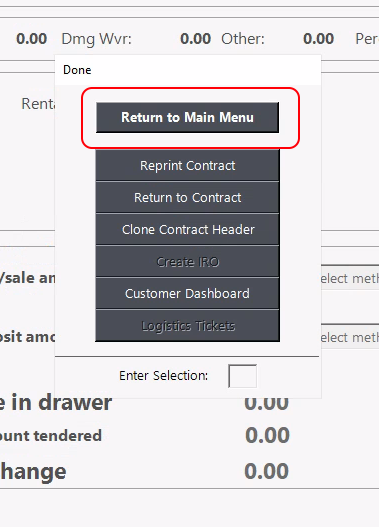 0.00 Dmg Wvr: 0.00 Other: 0.00 Per
Done
Renta
Return to Main Menu
Reprint Contract
Return to Contract
Clone Contract Header
Create IRO
/sale am
elect meth
Customer Dashboard
Logistics Tickets
osit amo
elect meth
Enter Selection:
e in drawer 0.00
ount tendered 0.00
hange 0.00